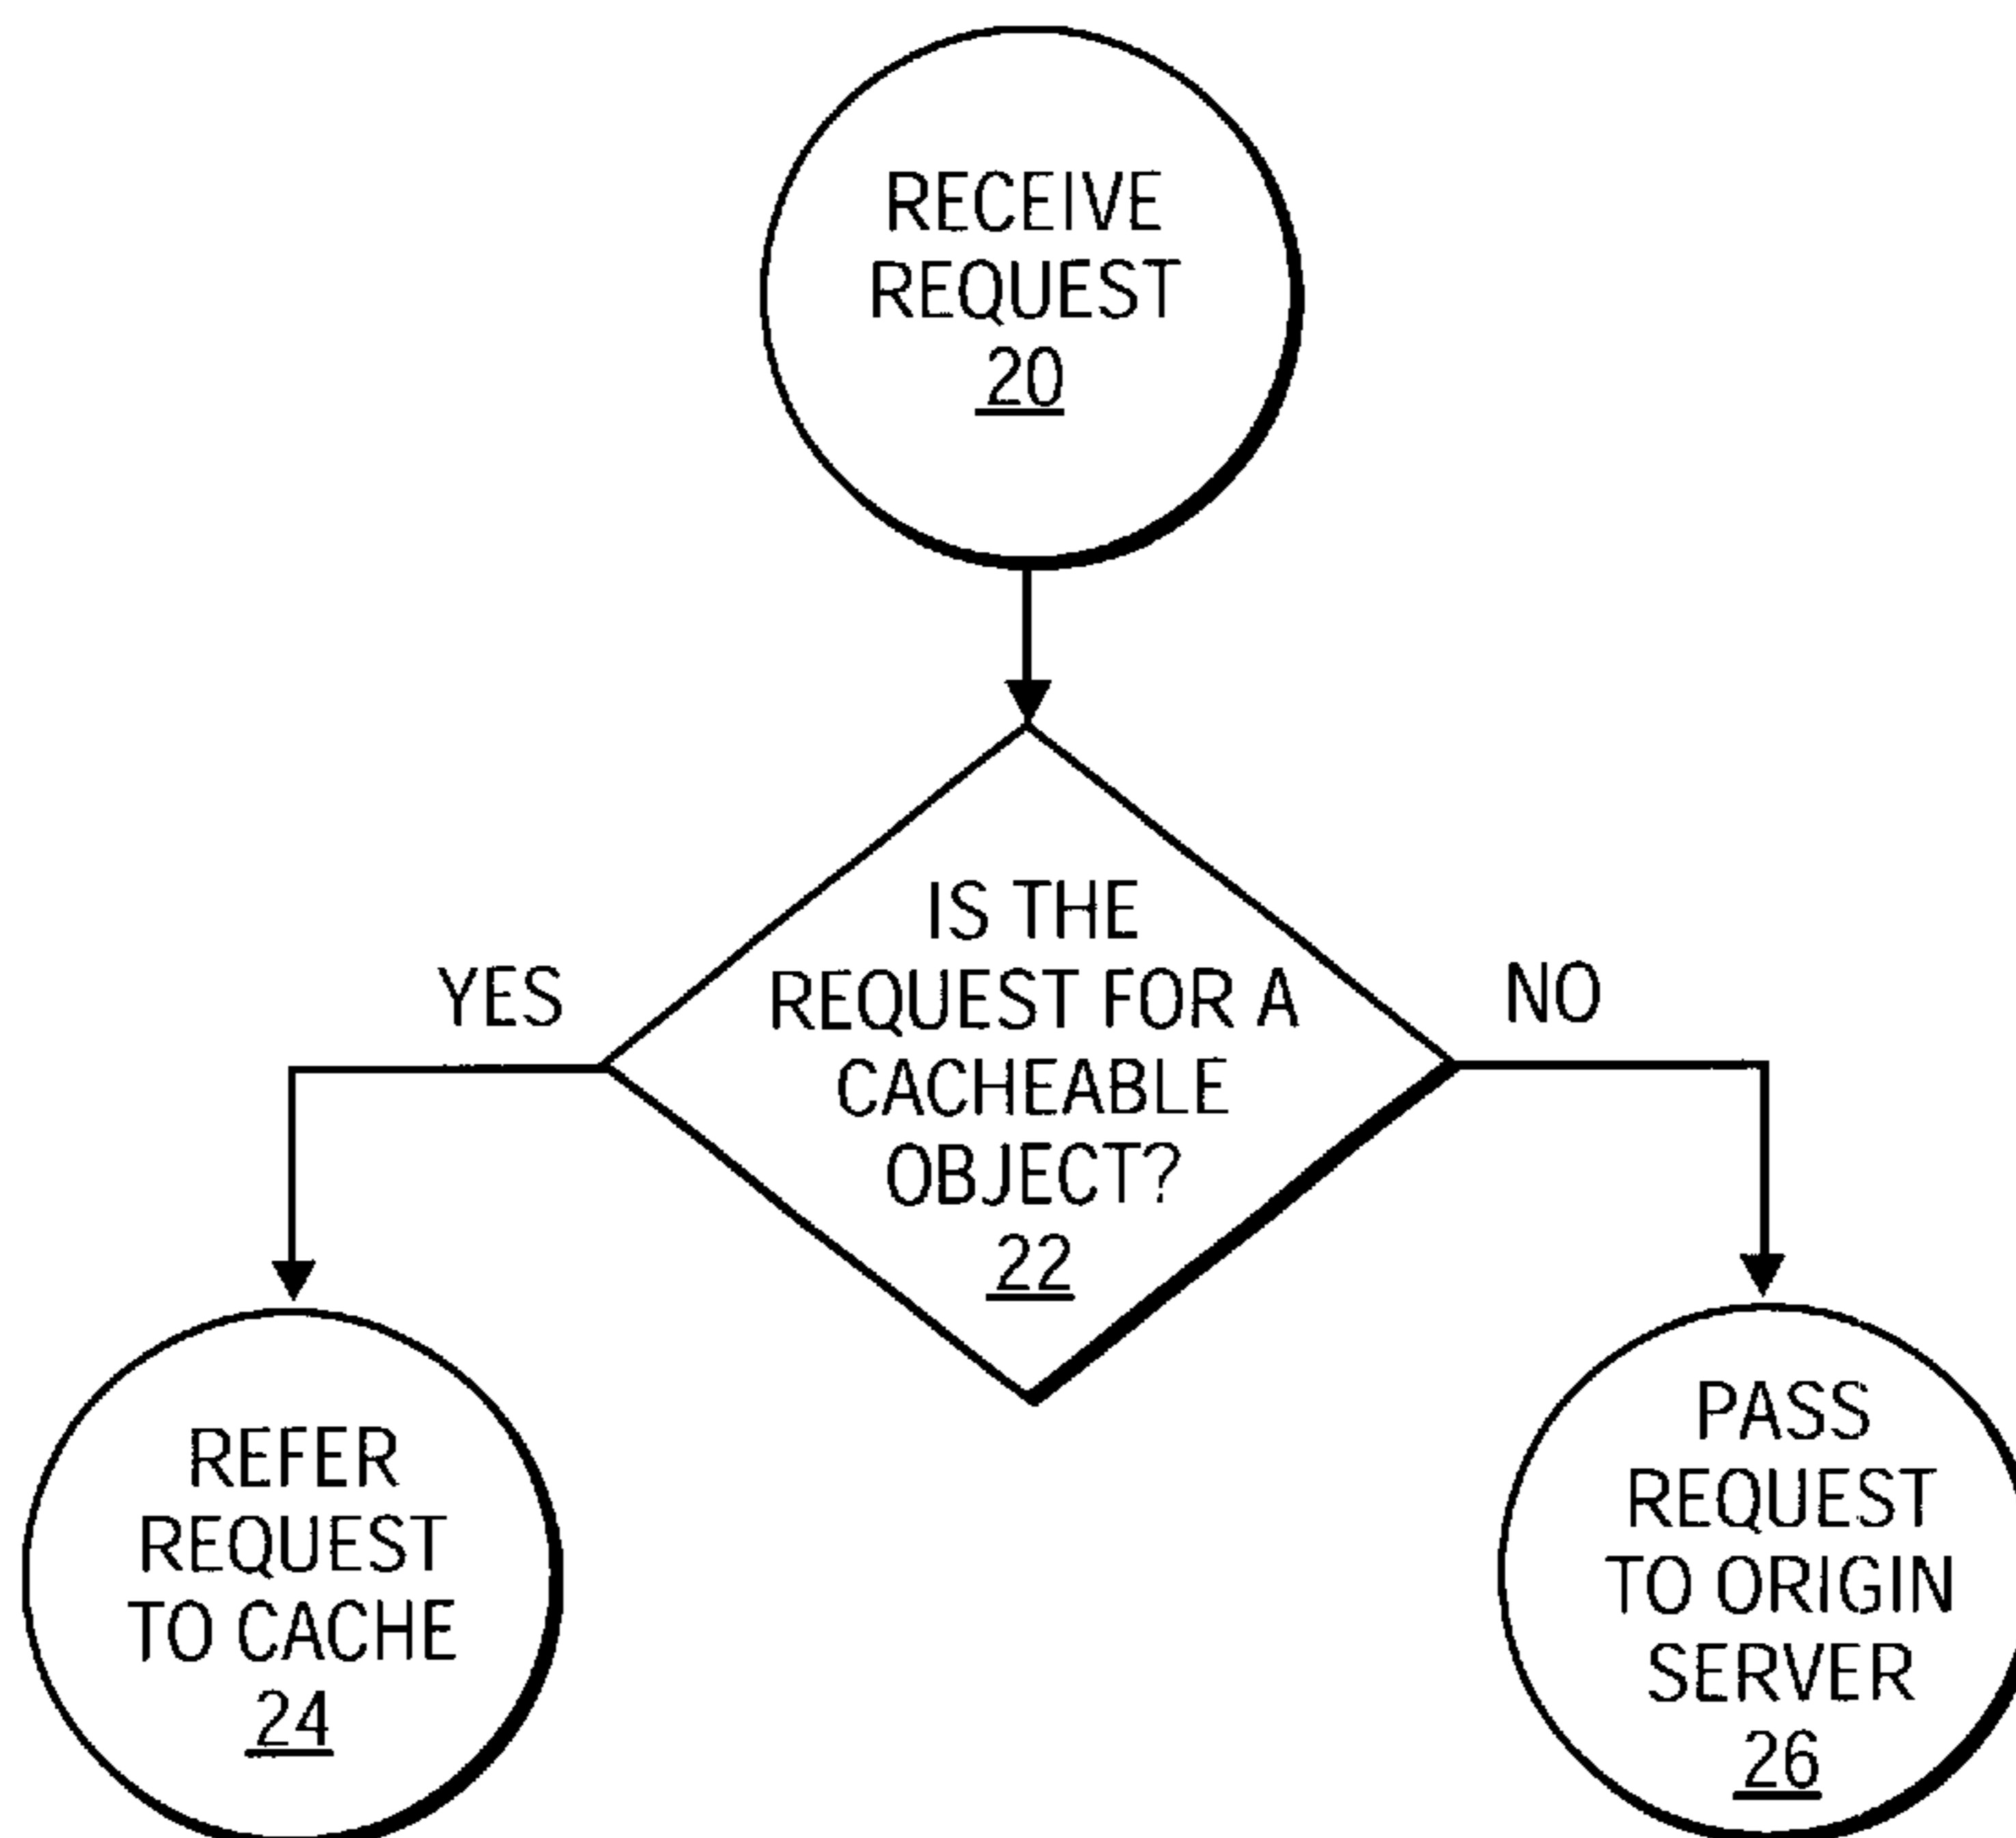 RECEIVE
REQUEST
20
IS THE
REQUEST FOR A
CACHEABLE
OBJECT?
22
YES
NO
REFER
REQUEST
TO CACHE
24
PASS
REQUEST
TO ORIGIN
SERVER
26